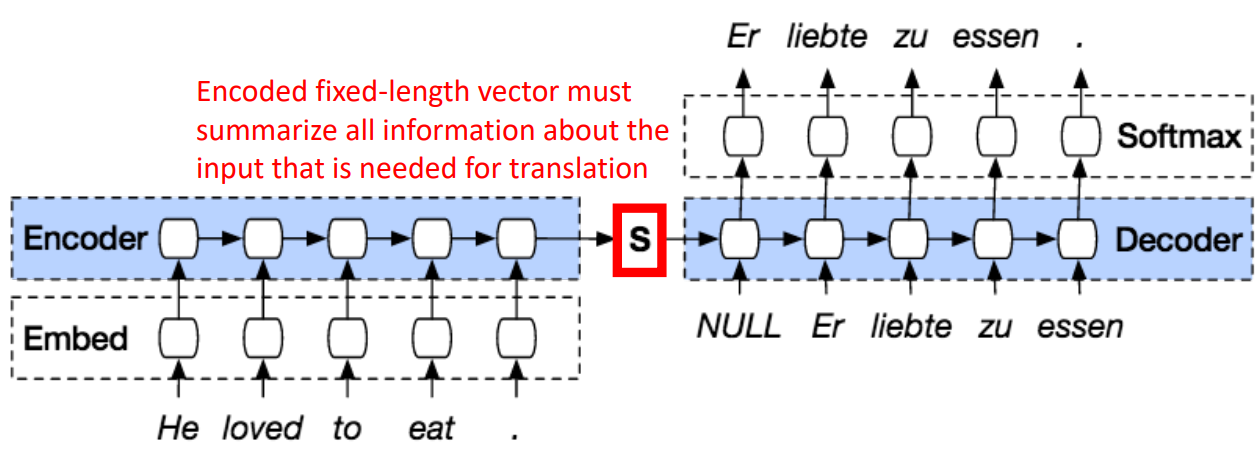 Er liebte zu essen .
Encoded fixed-length vector must
summarize all information about the
input that is needed for translation
Softmax
Encoder
S
Decoder
NULL Er liebte zu essen
Embed
He loved to eat .